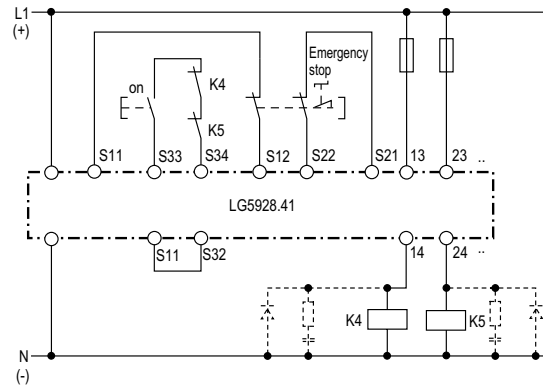 L1
(+)
Emergency
stop
on
K4
K5
S11
S33
S34
S12
S22
S21
13
23 ..
LG5928.41
S11
S32
14
24 ..
K4
K5
N
(-)